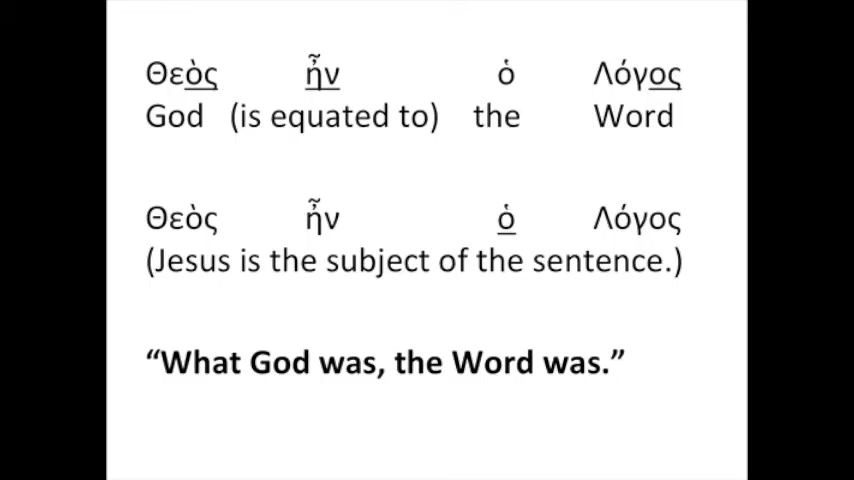 Θεὸς ἦν ὁ Λόγος
God (is equated to) the Word
Θεὸς ἦν ὁ Λόγος
(Jesus is the subject of the sentence.)
“What God was, the Word was.”